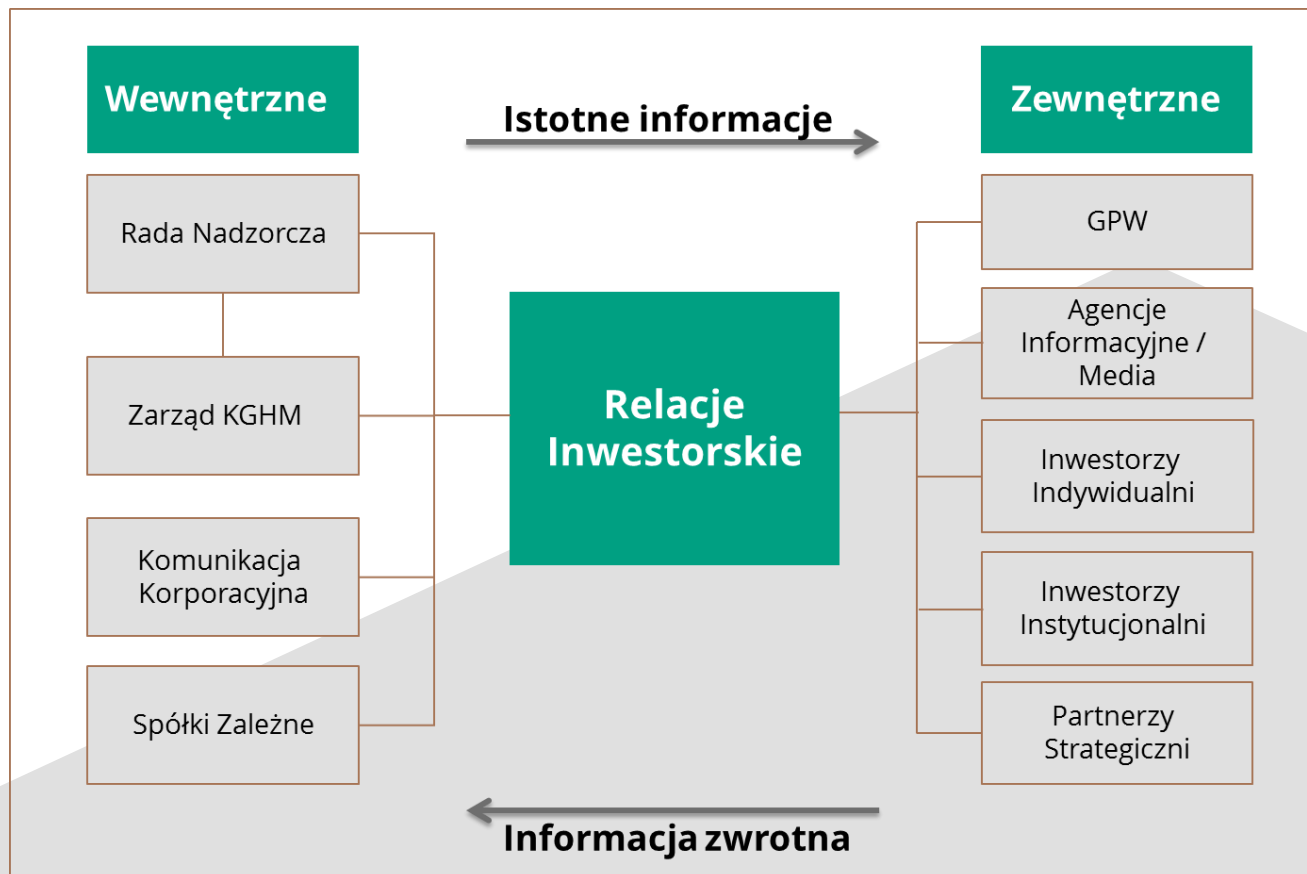 Wewnętrzne
Istotne informacje
Zewnętrzne
Rada Nadzorcza
Zarząd KGHM
Komunikacja
Korporacyjna
Spółki Zależne
Relacje
Inwestorskie
GPW
Agencje
Informacyjne /
Media
Inwestorzy
Indywidualni
Inwestorzy
Instytucjonalni
Partnerzy
Strategiczni
Informacja zwrotna